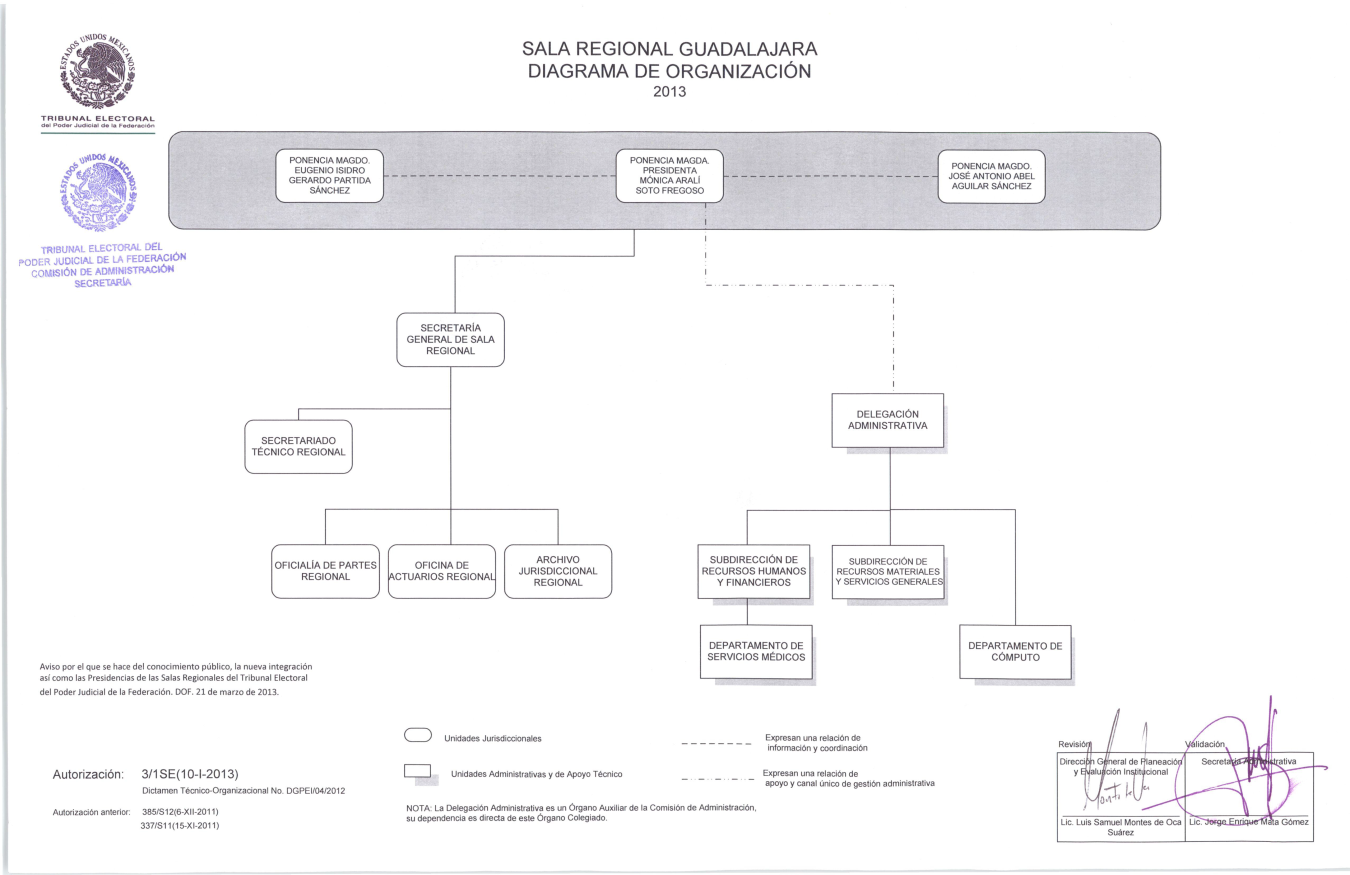 ESTADOS UNIDOS MEXICANOS
TRIBUNAL ELECTORAL
del Poder Judicial de la Federación
SALA REGIONAL GUADALAJARA
DIAGRAMA DE ORGANIZACIÓN
2013
ESTADOS UNIDOS MEXICANOS
TRIBUNAL ELECTORAL DEL
PODER JUDICIAL DE LA FEDERACIÓN
COMISIÓN DE ADMINISTRACIÓN
SECRETARÍA
PONENCIA MAGDO.
EUGENIO ISIDRO
GERARDO PARTIDA
SÁNCHEZ
PONENCIA MAGDA.
PRESIDENTA
MÓNICA ARALÍ
SOTO FREGOSO
PONENCIA MAGDO.
JOSÉ ANTONIO ABEL
AGUILAR SÁNCHEZ
SECRETARÍA
GENERAL DE SALA
REGIONAL
DELEGACIÓN
ADMINISTRATIVA
SECRETARIADO
TÉCNICO REGIONAL
OFICIALÍA DE PARTES
REGIONAL
OFICINA DE
ACTUARIOS REGIONAL
ARCHIVO
JURISDICCIONAL
REGIONAL
SUBDIRECCIÓN DE
RECURSOS HUMANOS
Y FINANCIEROS
SUBDIRECCIÓN DE
RECURSOS MATERIALES
Y SERVICIOS GENERALES
DEPARTAMENTO DE
SERVICIOS MÉDICOS
DEPARTAMENTO DE
CÓMPUTO
Aviso por el que se hace del conocimiento público, la nueva integración
así como las Presidencias de las Salas Regionales del Tribunal Electoral
del Poder Judicial de la Federación. DOF. 21 de marzo de 2013.
Autorización: 3/1SE(10-I-2013)
Dictamen Técnico-Organizacional No. DGPEI/04/2012
Autorización anterior: 385/S12(6-XII-2011)
337/S11(15-XI-2011)
Unidades Jurisdiccionales
Unidades Administrativas y de Apoyo Técnico
Expresan una relación de
información y coordinación
Expresan una relación de
apoyo y canal único de gestión administrativa
NOTA: La Delegación Administrativa es un Órgano Auxiliar de la Comisión de Administración,
su dependencia es directa de este Órgano Colegiado.
Revisión
Validación
Dirección General de Planeación
y Evaluación Institucional
Secretaría Administrativa
Lic. Luis Samuel Montes de Oca
Suárez
Lic. Jorge Enrique Mata Gómez